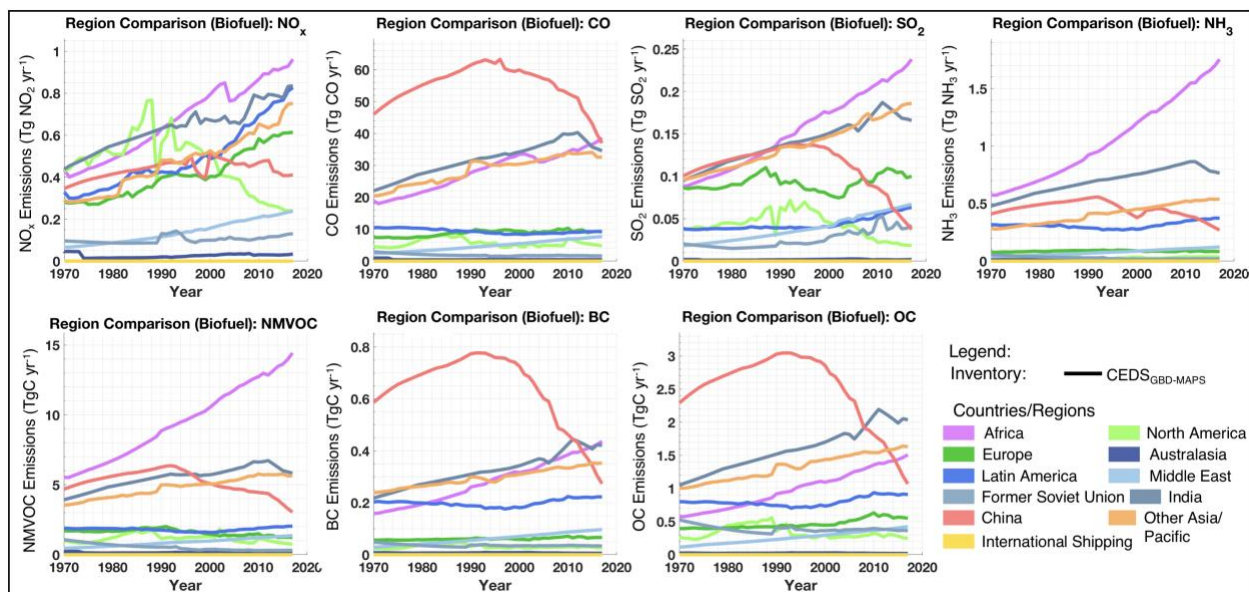 Region Comparison (Biofuel): NOx
NOx Emissions (Tg NO2 yr⁻¹)
1
0.8
0.6
0.4
0.2
0
1970 1980 1990 2000 2010 2020
Year
Region Comparison (Biofuel): CO
CO Emissions (Tg CO yr⁻¹)
60
50
40
30
20
10
0
1970 1980 1990 2000 2010 2020
Year
Region Comparison (Biofuel): SO2
SO2 Emissions (Tg SO2 yr⁻¹)
0.25
0.2
0.15
0.1
0.05
0
1970 1980 1990 2000 2010 2020
Year
Region Comparison (Biofuel): NH3
NH3 Emissions (Tg NH3 yr⁻¹)
1.5
1
0.5
0
1970 1980 1990 2000 2010 2020
Year
Region Comparison (Biofuel): NMVOC
NMVOC Emissions (TgC yr⁻¹)
15
10
5
0
1970 1980 1990 2000 2010 202
Year
Region Comparison (Biofuel): BC
BC Emissions (TgC yr⁻¹)
0.8
0.6
0.4
0.2
0
1970 1980 1990 2000 2010 2020
Year
Region Comparison (Biofuel): OC
OC Emissions (TgC yr⁻¹)
3
2.5
2
1.5
1
0.5
0
1970 1980 1990 2000 2010 2020
Year
Legend:
Inventory: CEDSGBD-MAPS
Countries/Regions
Africa North America
Europe Australasia
Latin America Middle East
Former Soviet Union India
China Other Asia/
Pacific
International Shipping